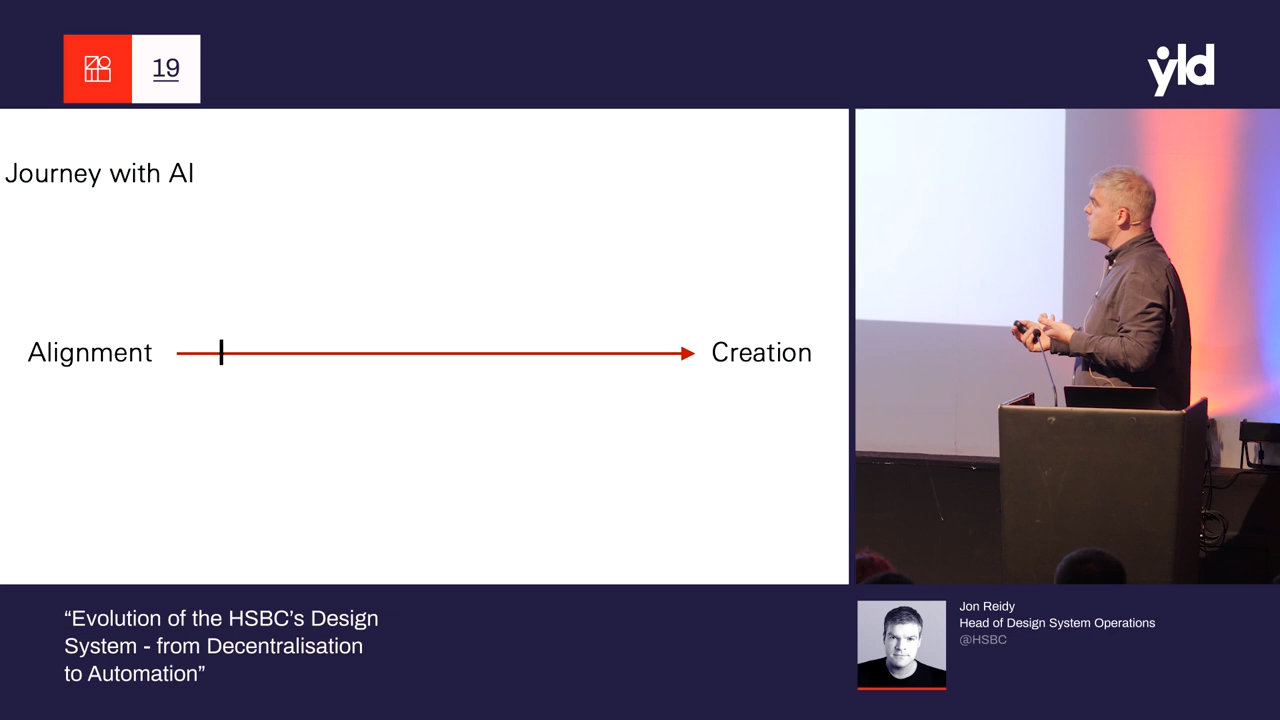 19
yld
Journey with AI
Alignment
Creation
“Evolution of the HSBC’s Design
System - from Decentralisation
to Automation”
Jon Reidy
Head of Design System Operations
@HSBC